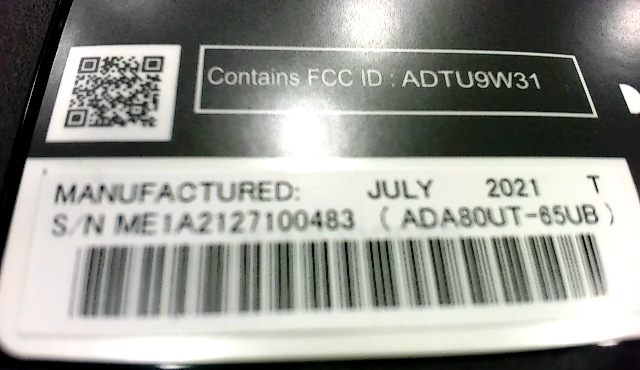 Contains FCC ID : ADTU9W31
MANUFACTURED: JULY 2021 T
S/N ME1A2127100483 ( ADA80UT-65UB )